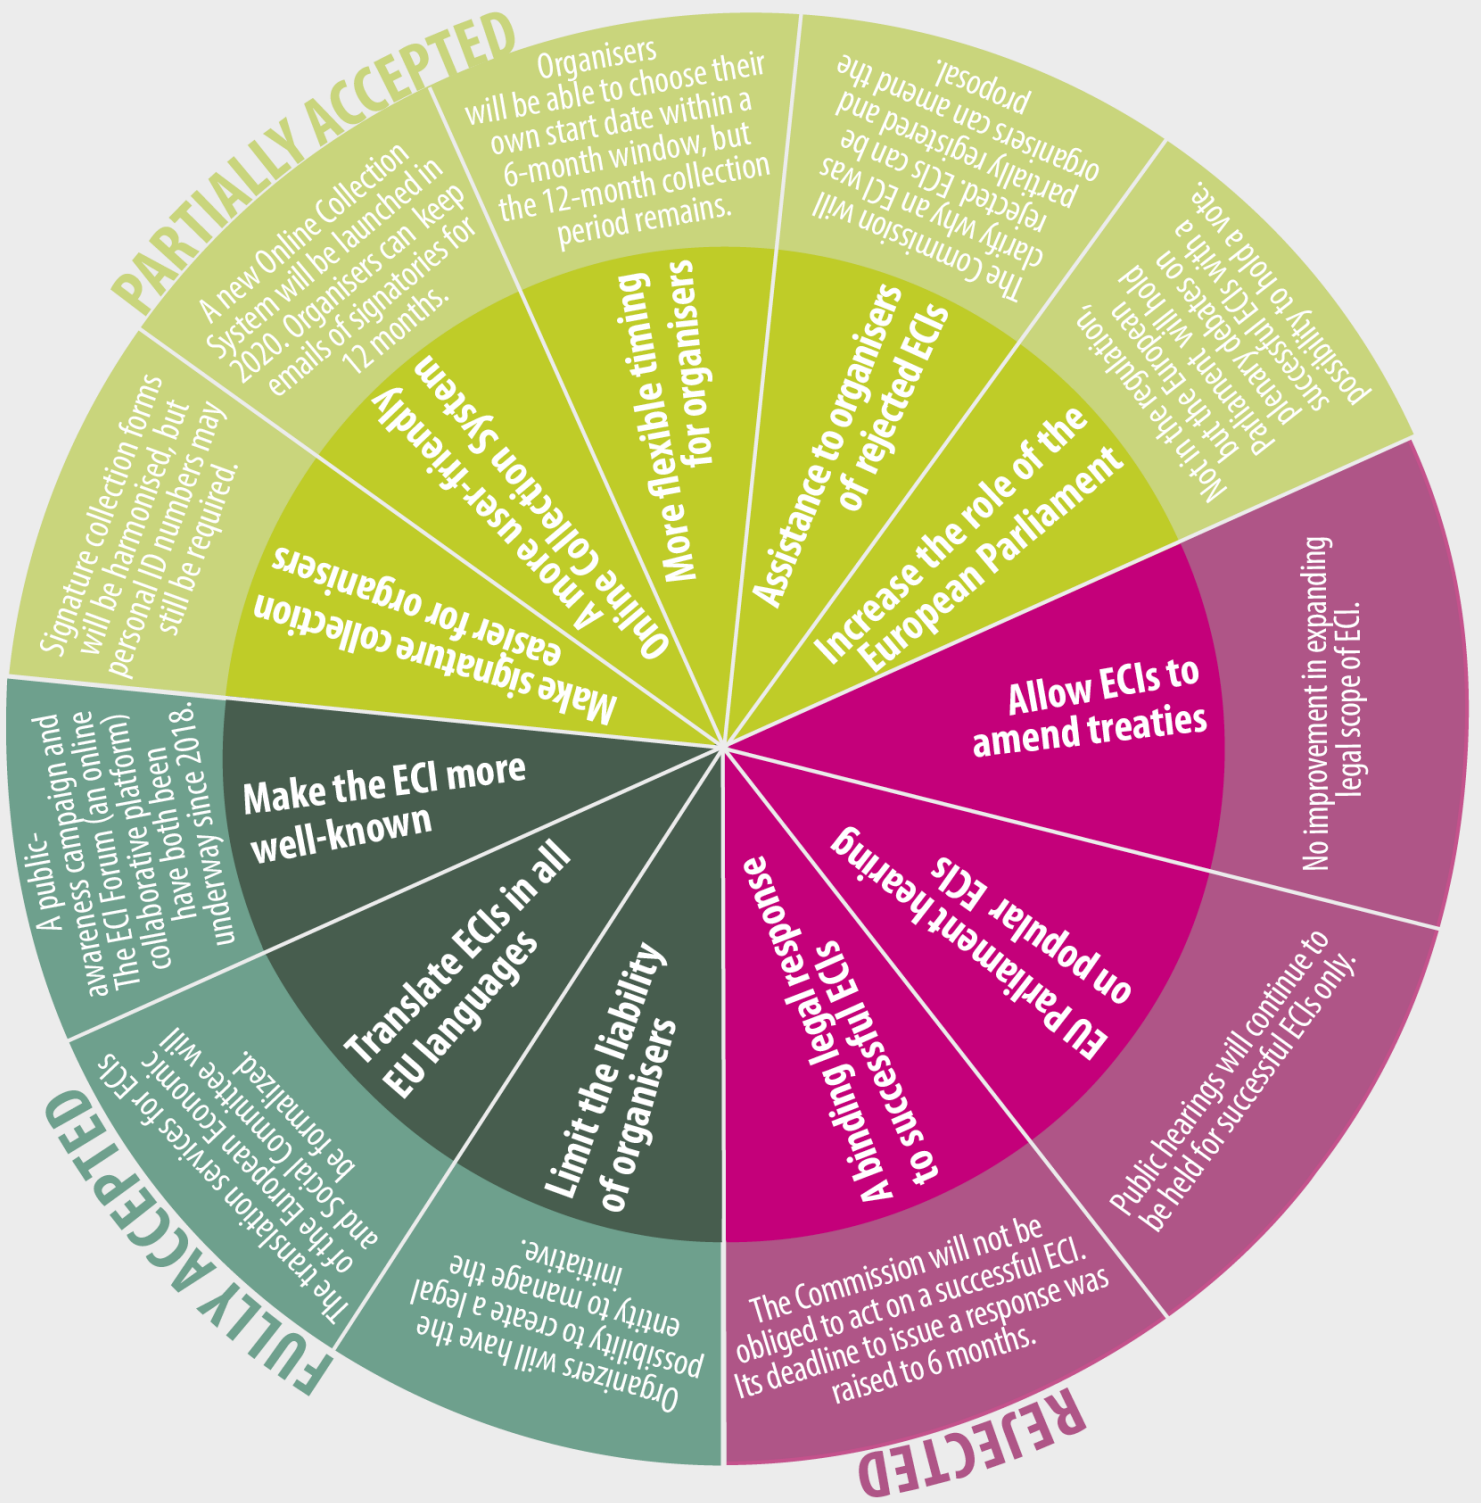 PARTIALLY ACCEPTED
Make signature collection
easier for organisers
Signature collection forms
will be harmonised, but
personal ID numbers may
still be required.
A more user-friendly
Online Collection System
A new Online Collection
System will be launched in
2020. Organisers can keep
emails of signatories for
12 months.
More flexible timing
for organisers
Organisers
will be able to choose their
own start date within a
6-month window, but
the 12-month collection
period remains.
Assistance to organisers
of rejected ECIs
The Commission will
clarify why an ECI was
rejected. ECIs can be
partially registered and
organisers can amend the
proposal.
Increase the role of the
European Parliament
Not in the regulation,
but the European
Parliament will hold
plenary debates on
successful ECIs with a
possibility to hold a vote.
REJECTED
Allow ECIs to
amend treaties
No improvement in expanding
legal scope of ECI.
EU Parliament hearing
on popular ECIs
Public hearings will continue to
be held for successful ECIs only.
A binding legal response
to successful ECIs
The Commission will not be
obliged to act on a successful ECI.
Its deadline to issue a response was
raised to 6 months.
FULLY ACCEPTED
Limit the liability
of organisers
Organizers will have the
possibility to create a legal
entity to manage the
initiative.
Translate ECIs in all
EU languages
The translation services for ECIs
of the European Economic
and Social Committee will
be formalized.
Make the ECI more
well-known
A public-
awareness campaign and
The ECI Forum (an online
collaborative platform)
have both been
underway since 2018.